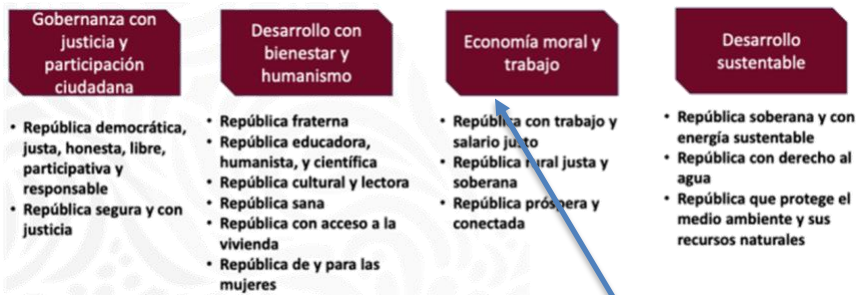 Gobernanza con
justicia y
participación
ciudadana
• República democrática,
justa, honesta, libre,
participativa y
responsable
• República segura y con
justicia
Desarrollo con
bienestar y
humanismo
• República fraterna
• República educadora,
humanista, y científica
• República cultural y lectora
• República sana
• República con acceso a la
vivienda
• República de y para las
mujeres
Economía moral y
trabajo
• República con trabajo y
salario justo
• República rural justa y
soberana
• República próspera y
conectada
Desarrollo
sustentable
• República soberana y con
energía sustentable
• República con derecho al
agua
• República que protege el
medio ambiente y sus
recursos naturales